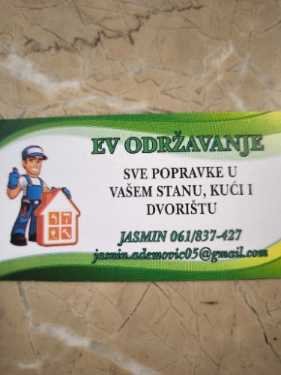 EV ODRŽAVANJE
SVE POPRAVKE U
VAŠEM STANU, KUĆI I
DVORIŠTU
JASMIN 061/837-427
jasmin.ademovic05@gmail.com